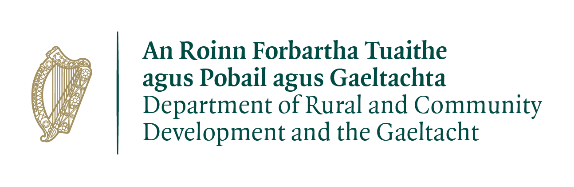 An Roinn Forbartha Tuaithe
agus Pobail agus Gaeltachta
Department of Rural and Community
Development and the Gaeltacht